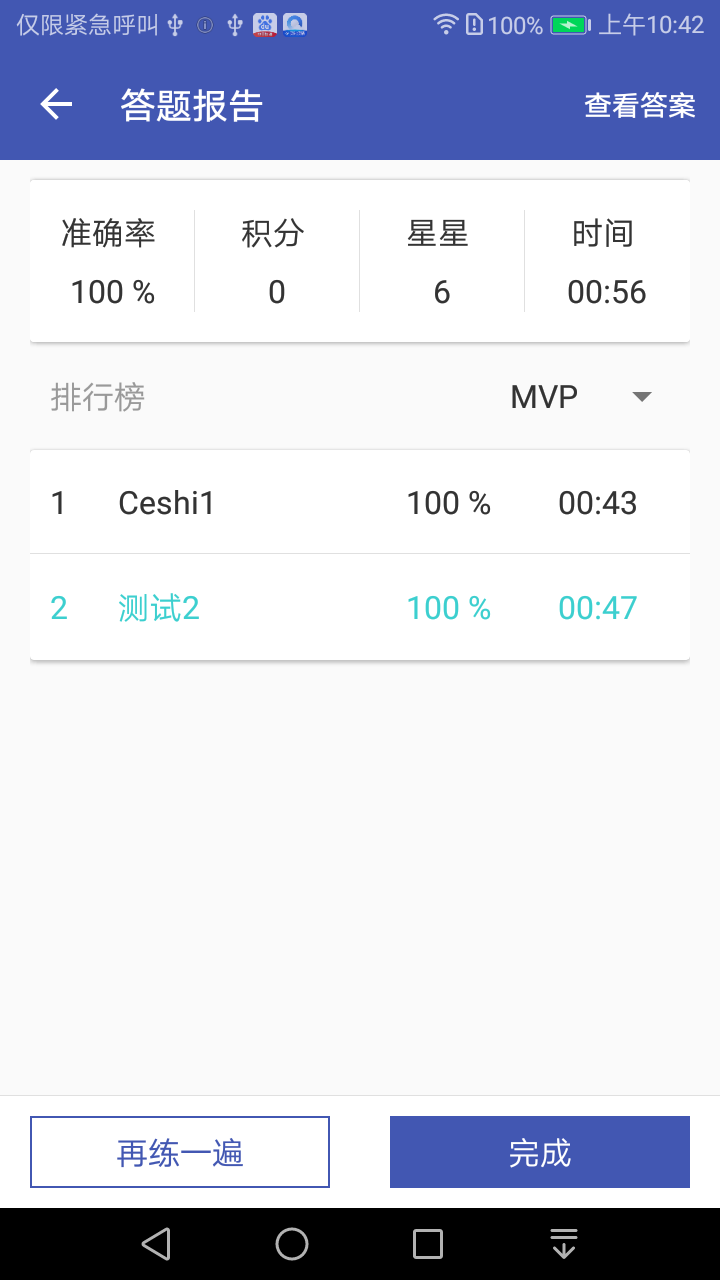 仅限紧急呼叫 100% 上午10:42
答题报告 查看答案
准确率 积分 星星 时间
100 % 0 6 00:56
排行榜 MVP
1 Ceshi1 100 % 00:43
2 测试2 100 % 00:47
再练一遍 完成